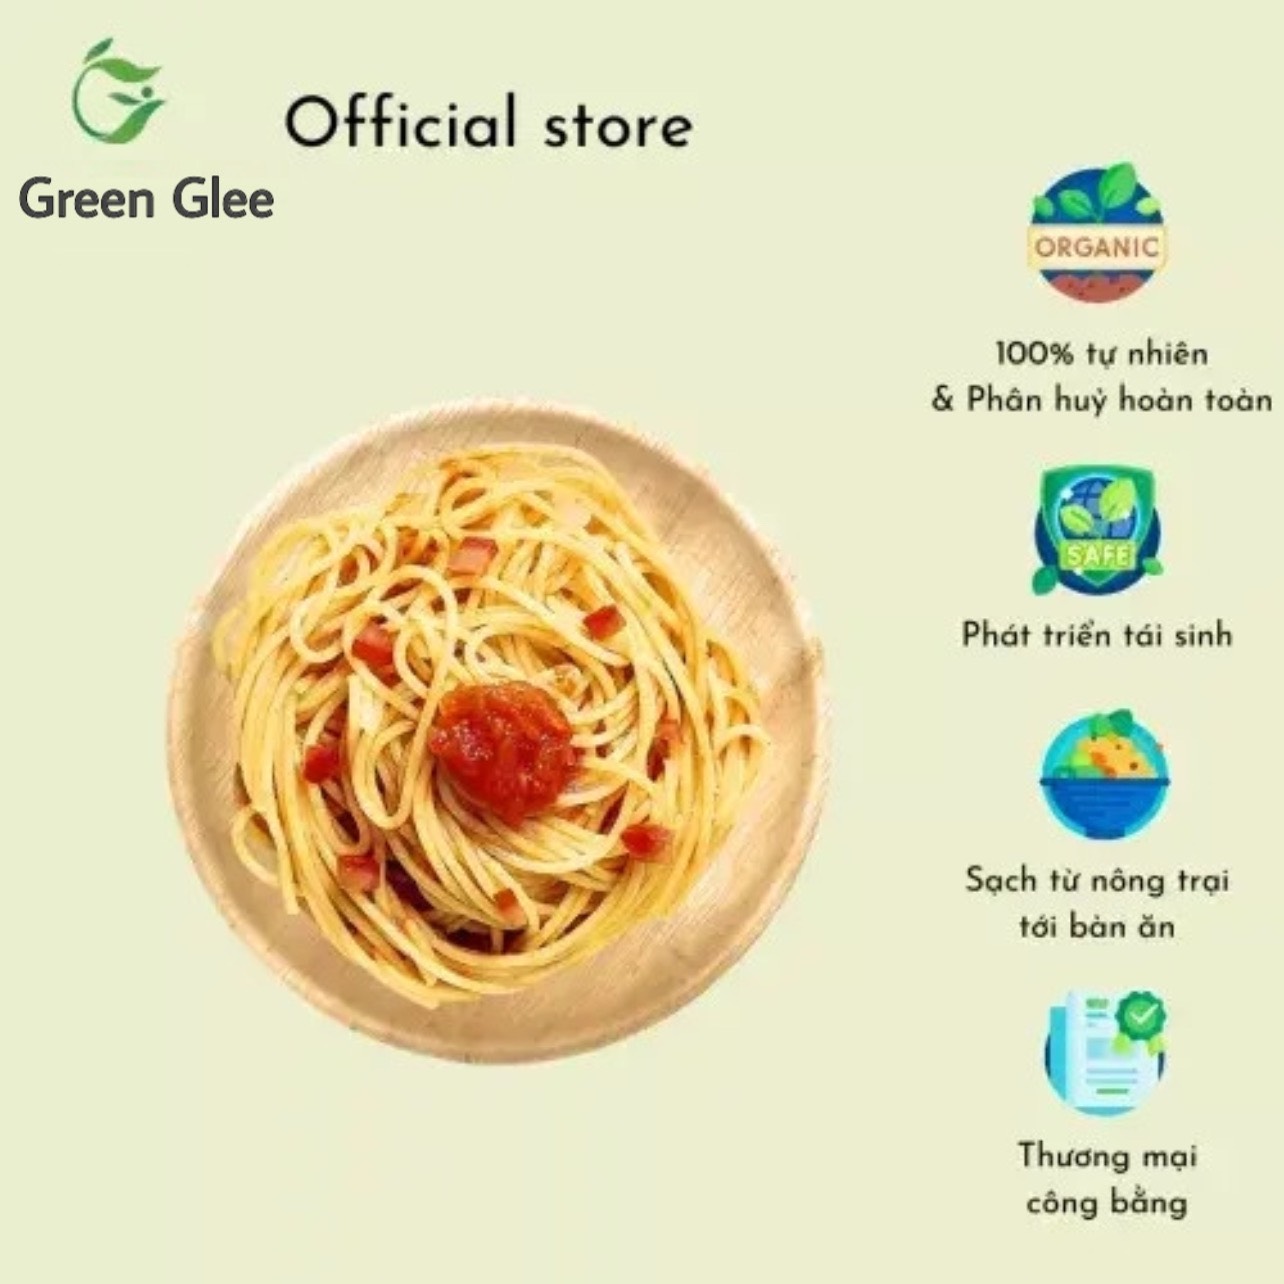 Official store
Green Glee
ORGANIC
100% tự nhiên
& Phân huỷ hoàn toàn
SAFE
Phát triển tái sinh
Sạch từ nông trại
tới bàn ăn
Thương mại
công bằng